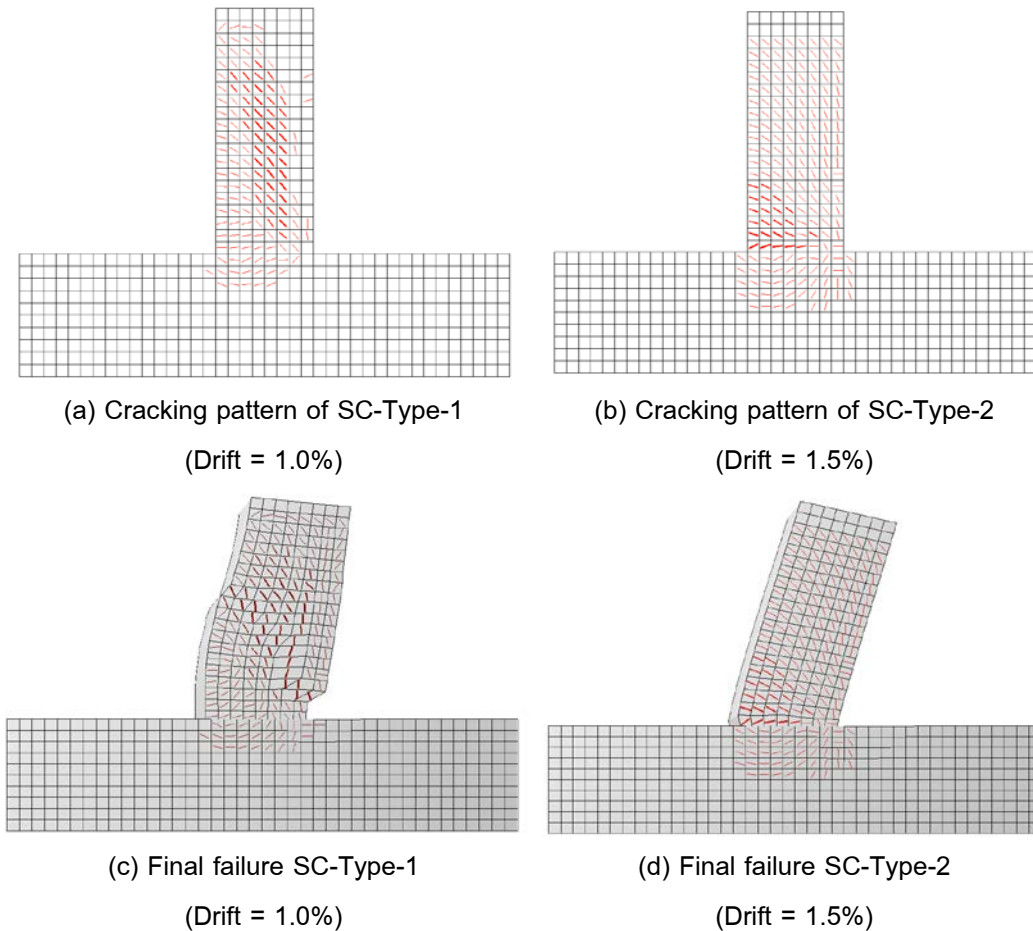 (a) Cracking pattern of SC-Type-1
(Drift = 1.0%)
(b) Cracking pattern of SC-Type-2
(Drift = 1.5%)
(c) Final failure SC-Type-1
(Drift = 1.0%)
(d) Final failure SC-Type-2
(Drift = 1.5%)